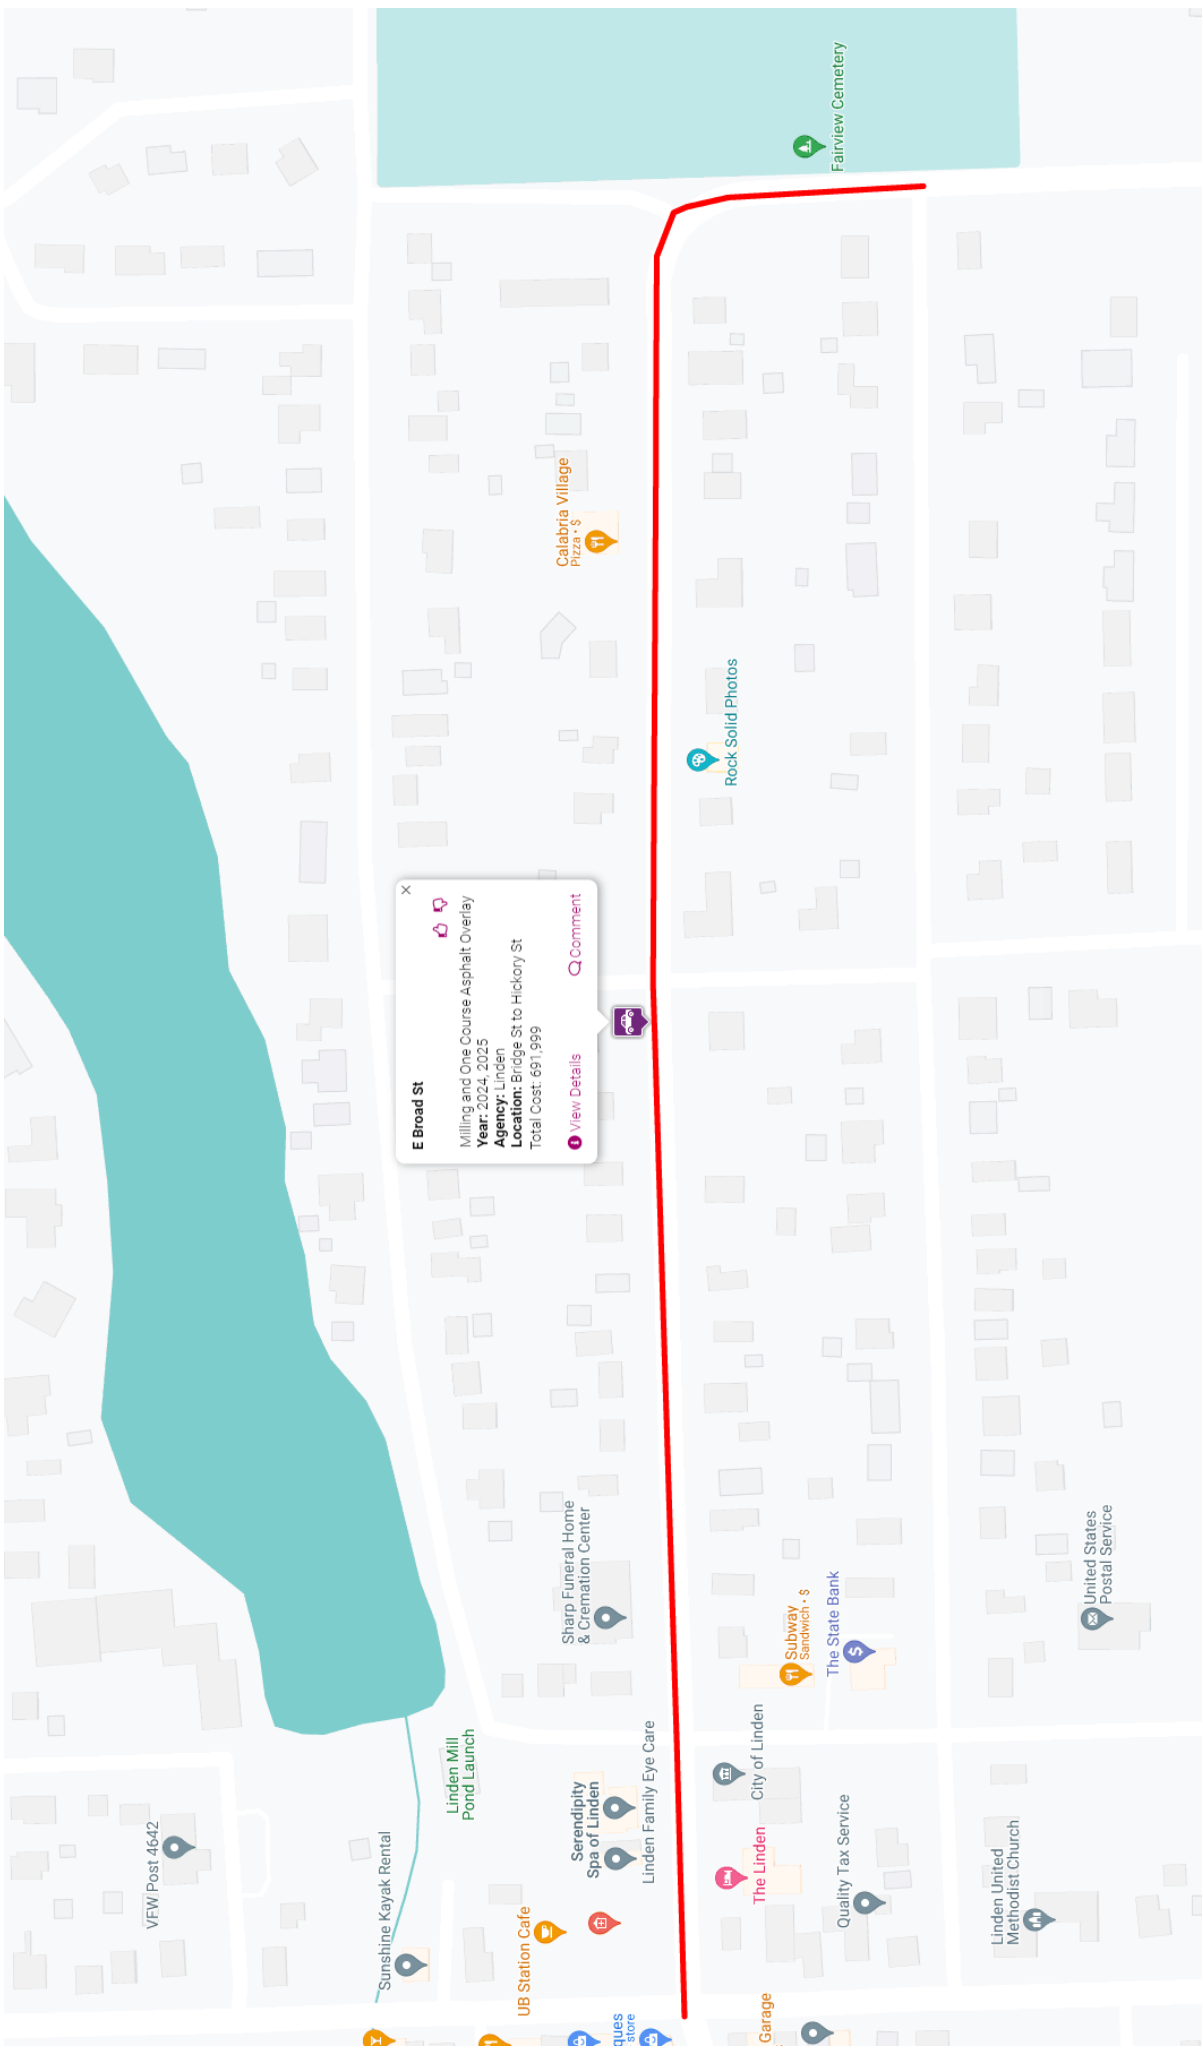 Fairview Cemetery
Calabria Village
Pizza • $
Rock Solid Photos
E Broad St
Milling and One Course Asphalt Overlay
Year: 2024, 2025
Agency: Linden
Location: Bridge St to Hickory St
Total Cost: 691,999
View Details
Comment
Sharp Funeral Home
& Cremation Center
Subway
Sandwich • $
The State Bank
United States
Postal Service
Linden Mill
Pond Launch
Serendipity
Spa of Linden
Linden Family Eye Care
City of Linden
The Linden
Quality Tax Service
Linden United
Methodist Church
VFW Post 4642
Sunshine Kayak Rental
UB Station Cafe
ques
store
Garage